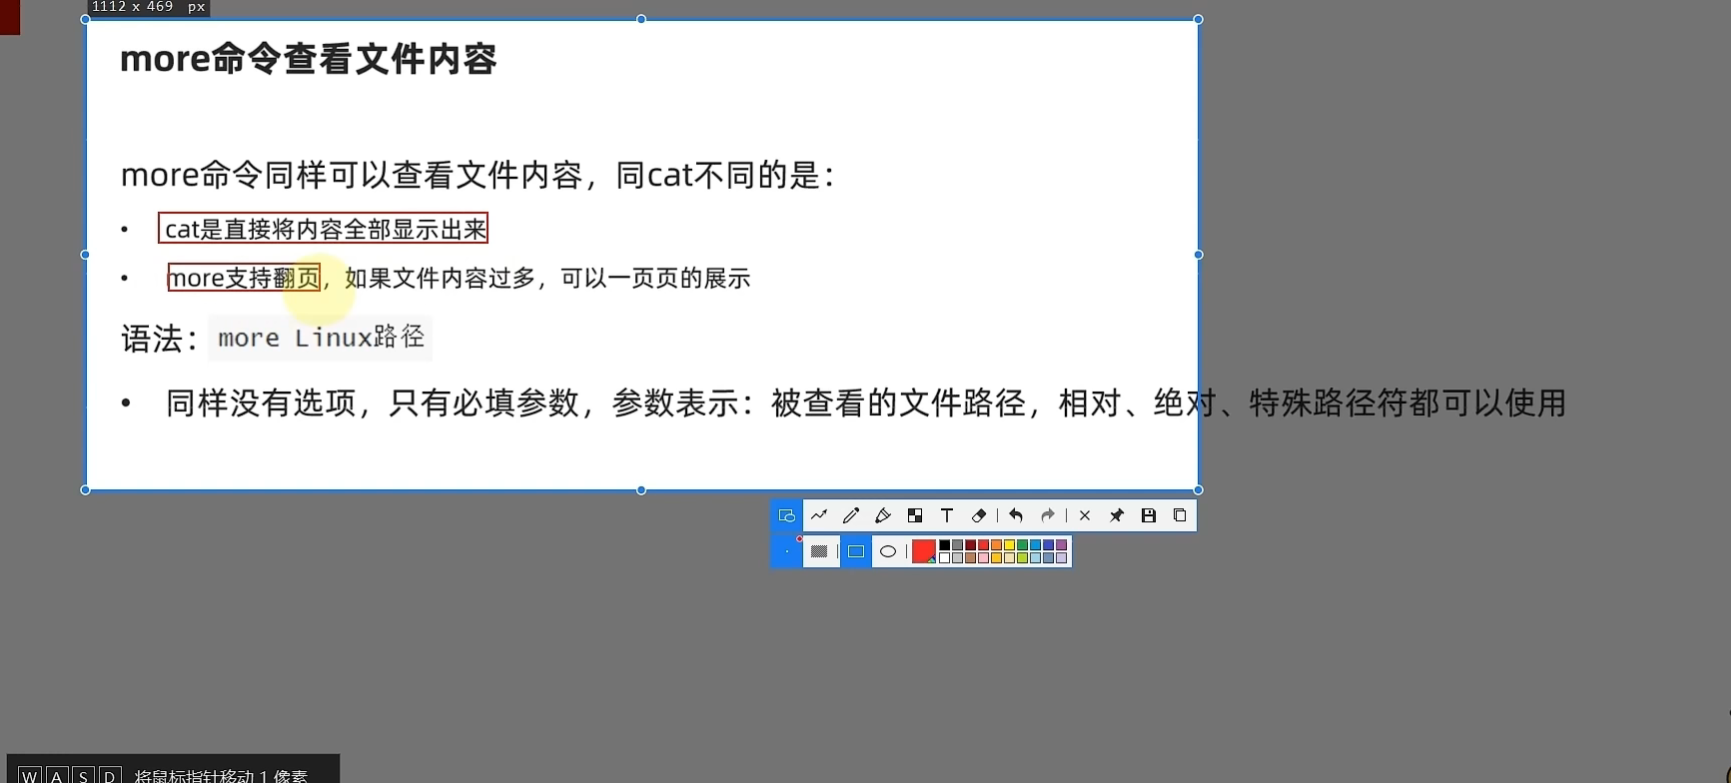 1112 x 469 px
more命令查看文件内容
more命令同样可以查看文件内容，同cat不同的是：
• cat是直接将内容全部显示出来
• more支持翻页，如果文件内容过多，可以一页页的展示
语法：more Linux路径
• 同样没有选项，只有必填参数，参数表示：被查看的文件路径，相对、绝对、特殊路径符都可以使用
W A S D 将鼠标指针移动 1 像素